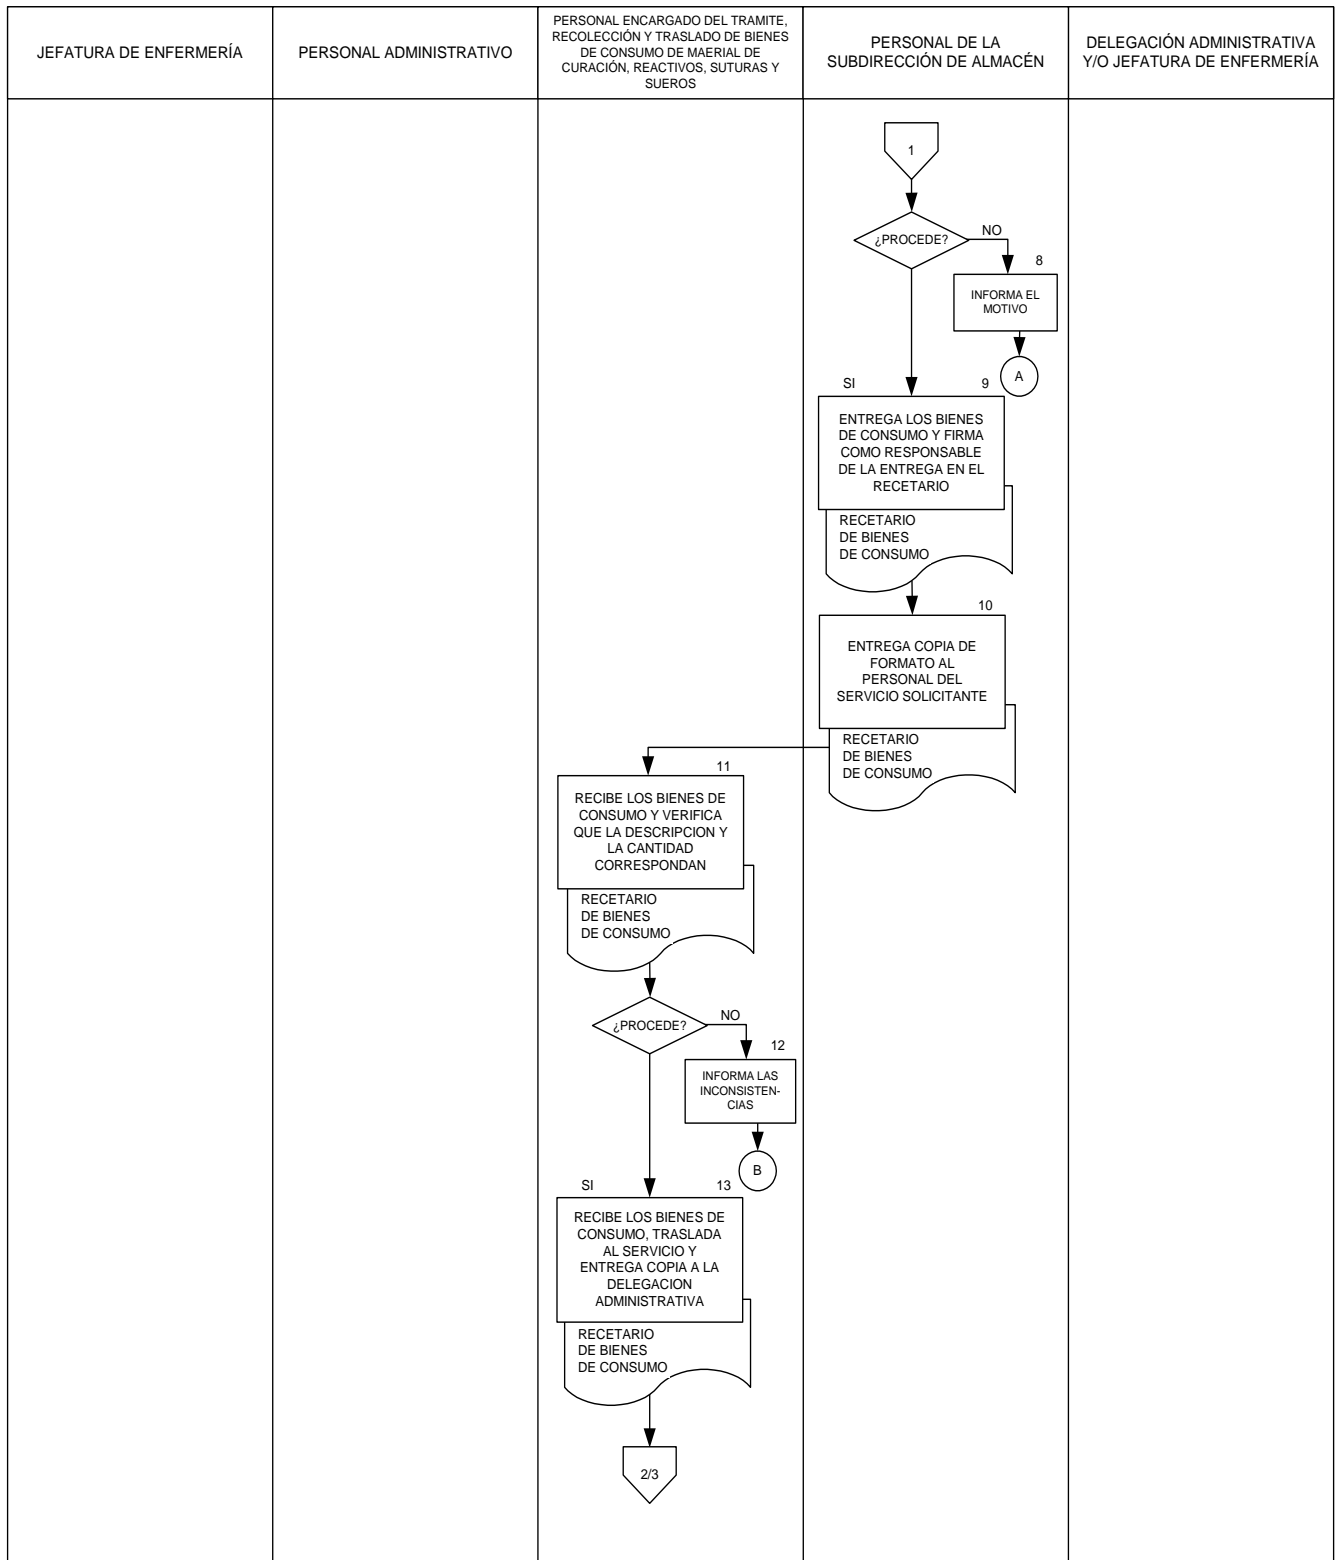 JEFATURA DE ENFERMERÍA
PERSONAL ADMINISTRATIVO
PERSONAL ENCARGADO DEL TRAMITE,
RECOLECCIÓN Y TRASLADO DE BIENES
DE CONSUMO DE MAERIAL DE
CURACIÓN, REACTIVOS, SUTURAS Y
SUEROS
PERSONAL DE LA
SUBDIRECCIÓN DE ALMACÉN
DELEGACIÓN ADMINISTRATIVA
Y/O JEFATURA DE ENFERMERÍA
1
¿PROCEDE?
NO
8
INFORMA EL
MOTIVO
A
SI
9
ENTREGA LOS BIENES
DE CONSUMO Y FIRMA
COMO RESPONSABLE
DE LA ENTREGA EN EL
RECETARIO
RECETARIO
DE BIENES
DE CONSUMO
10
ENTREGA COPIA DE
FORMATO AL
PERSONAL DEL
SERVICIO SOLICITANTE
RECETARIO
DE BIENES
DE CONSUMO
11
RECIBE LOS BIENES DE
CONSUMO Y VERIFICA
QUE LA DESCRIPCION Y
LA CANTIDAD
CORRESPONDAN
RECETARIO
DE BIENES
DE CONSUMO
¿PROCEDE?
NO
12
INFORMA LAS
INCONSISTEN-
CIAS
B
SI
13
RECIBE LOS BIENES DE
CONSUMO, TRASLADA
AL SERVICIO Y
ENTREGA COPIA A LA
DELEGACION
ADMINISTRATIVA
RECETARIO
DE BIENES
DE CONSUMO
2/3